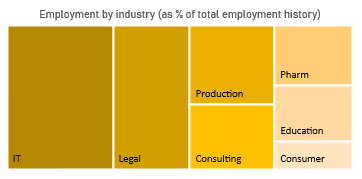 Employment by industry (as % of total employment history)
Pharm
Production
Education
IT
Legal
Consulting
Consumer